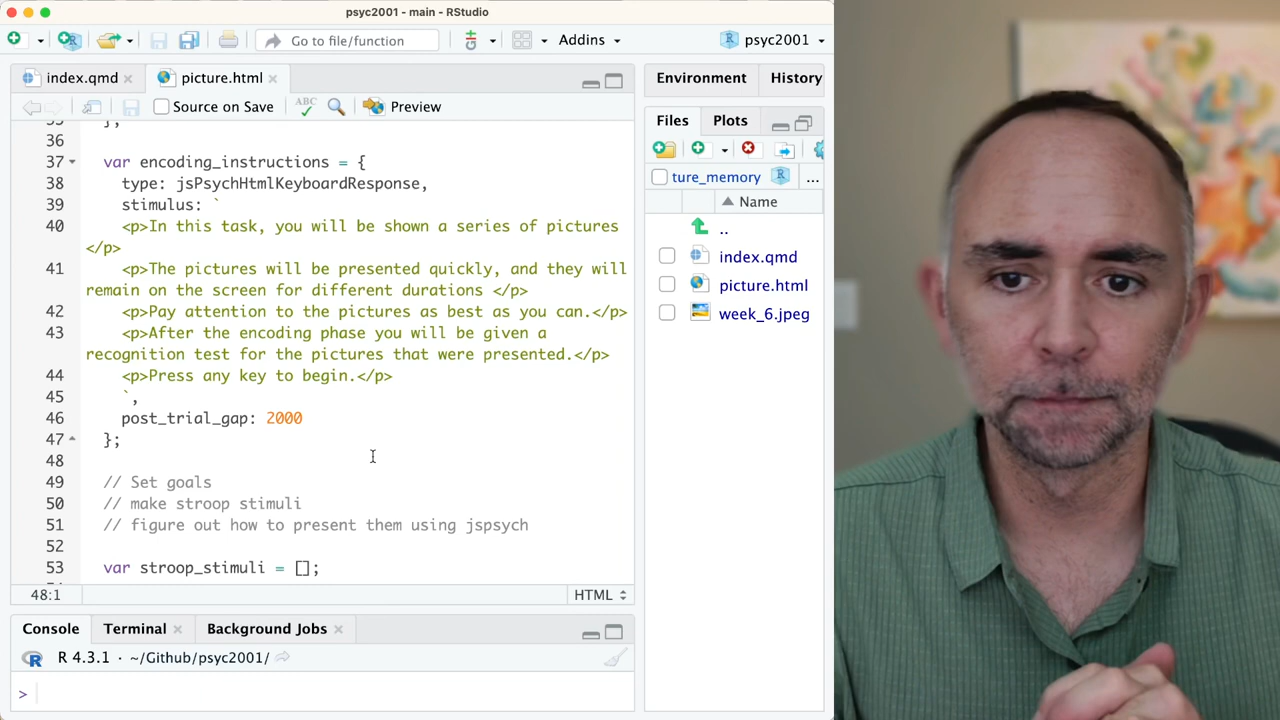 psyc2001 - main - RStudio
Go to file/function
Addins
psyc2001
index.qmd
picture.html
Source on Save
ABC
Preview
36
37 var encoding_instructions = {
38 type: jsPsychHtmlKeyboardResponse,
39 stimulus: `
40 <p>In this task, you will be shown a series of pictures
</p>
41 <p>The pictures will be presented quickly, and they will
remain on the screen for different durations </p>
42 <p>Pay attention to the pictures as best as you can.</p>
43 <p>After the encoding phase you will be given a
recognition test for the pictures that were presented.</p>
44 <p>Press any key to begin.</p>
45 `,
46 post_trial_gap: 2000
47 };
48
49 // Set goals
50 // make stroop stimuli
51 // figure out how to present them using jspsych
52
53 var stroop_stimuli = [];
48:1
HTML
Console
Terminal
Background Jobs
R 4.3.1 · ~/Github/psyc2001/
>
Environment
History
Files
Plots
ture_memory
...
Name
..
index.qmd
picture.html
week_6.jpeg